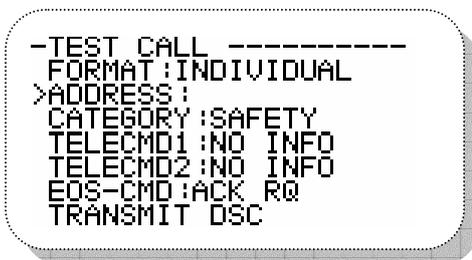 -TEST CALL ----------
FORMAT:INDIVIDUAL
>ADDRESS:
CATEGORY:SAFETY
TELECMD1:NO INFO
TELECMD2:NO INFO
EOS-CMD:ACK RQ
TRANSMIT DSC